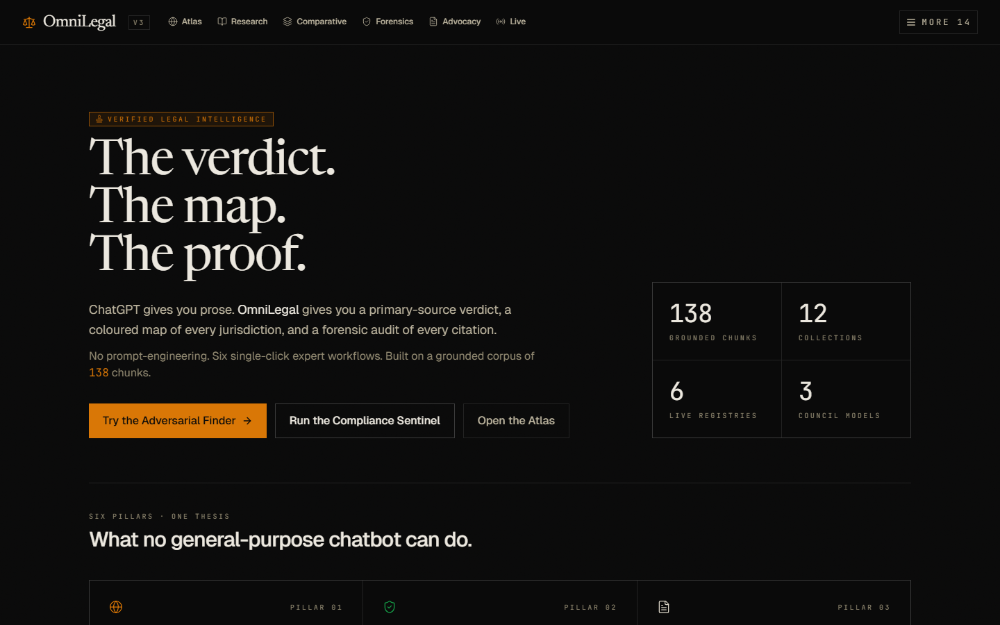 OmniLegal V3 Atlas Research Comparative Forensics Advocacy Live MORE 14
VERIFIED LEGAL INTELLIGENCE
The verdict.
The map.
The proof.
ChatGPT gives you prose. OmniLegal gives you a primary-source verdict, a
coloured map of every jurisdiction, and a forensic audit of every citation.
No prompt-engineering. Six single-click expert workflows. Built on a grounded corpus of
138 chunks.
Try the Adversarial Finder → Run the Compliance Sentinel Open the Atlas
138 12
GROUNDED CHUNKS COLLECTIONS
6 3
LIVE REGISTRIES COUNCIL MODELS
SIX PILLARS · ONE THESIS
What no general-purpose chatbot can do.
PILLAR 01 PILLAR 02 PILLAR 03